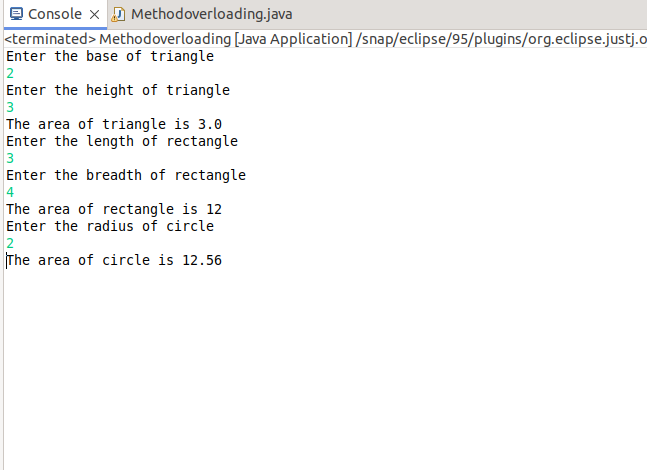 Console Methodoverloading.java
<terminated> Methodoverloading [Java Application] /snap/eclipse/95/plugins/org.eclipse.justj.o
Enter the base of triangle
2
Enter the height of triangle
3
The area of triangle is 3.0
Enter the length of rectangle
3
Enter the breadth of rectangle
4
The area of rectangle is 12
Enter the radius of circle
2
The area of circle is 12.56